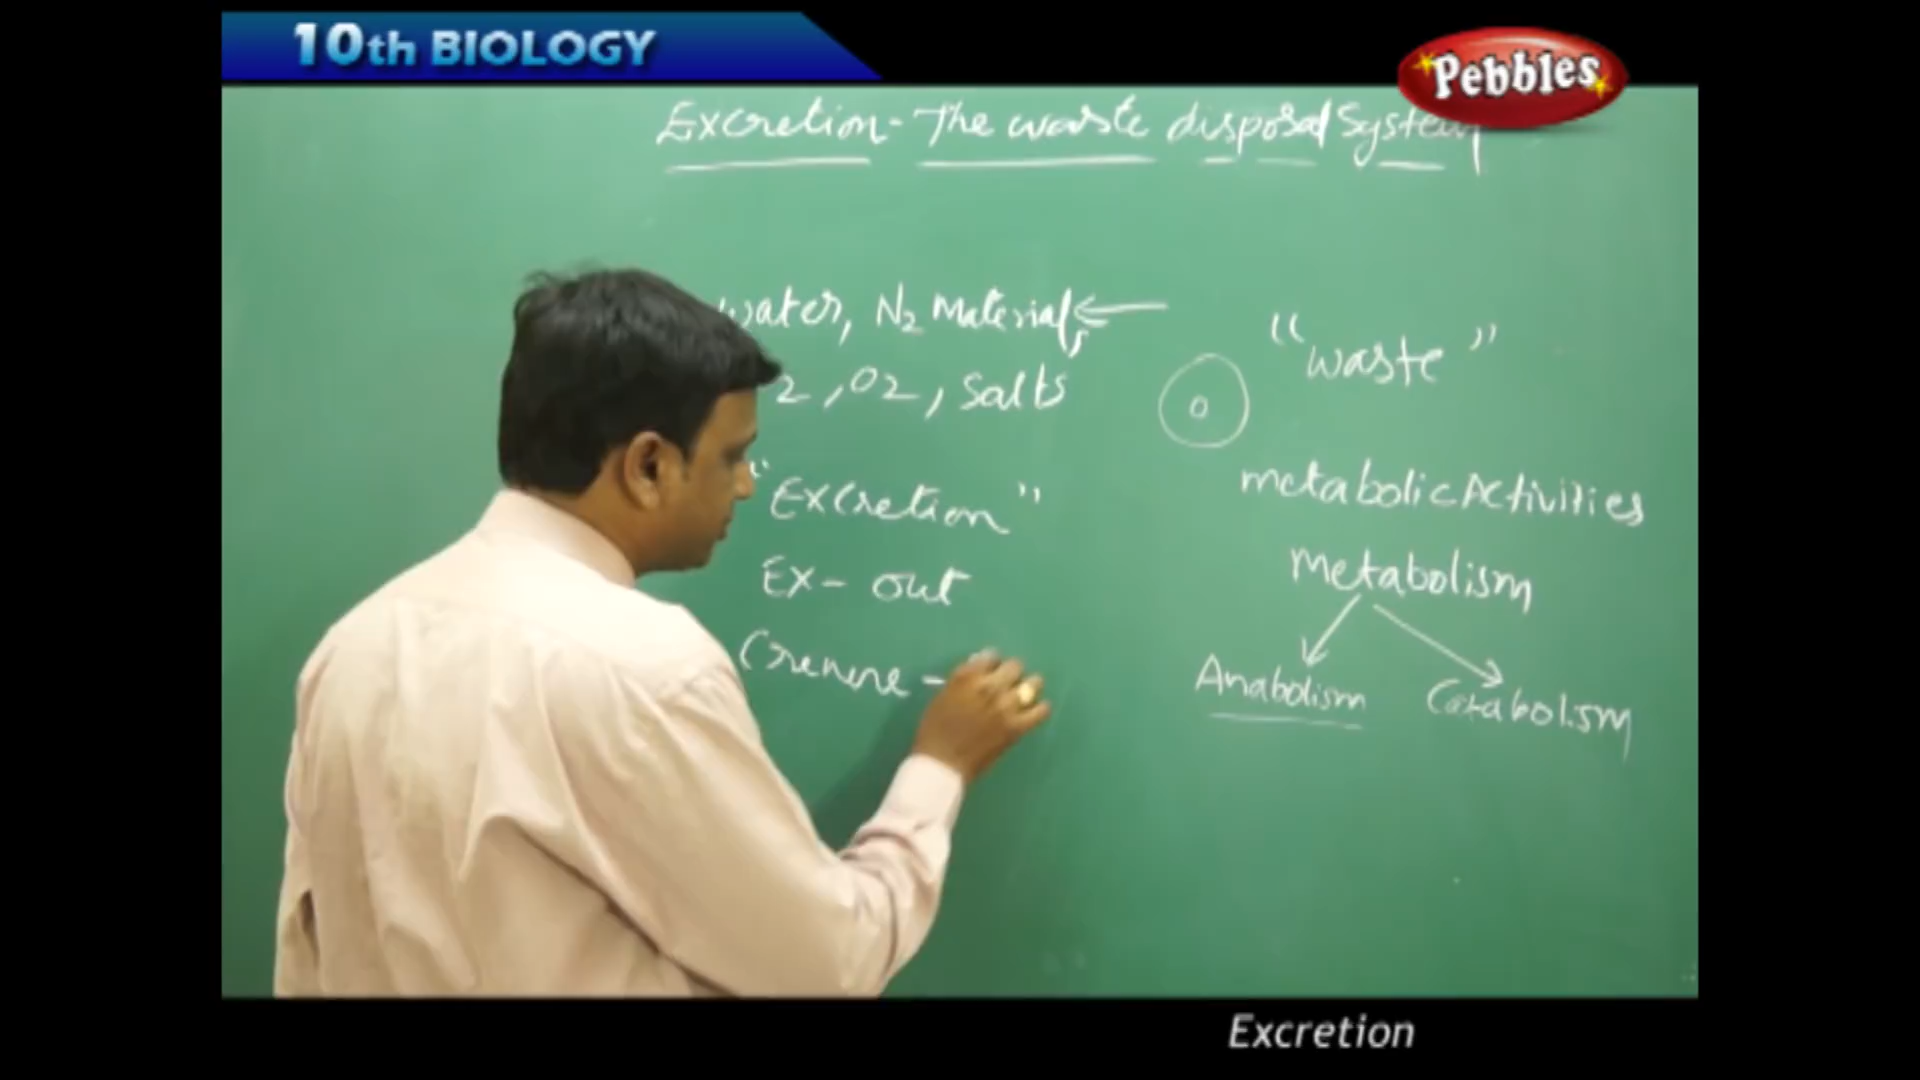 10th BIOLOGY
Pebbles
Excretion - The waste disposal System
water, N2 Materials
2, O2, Salts
"Excretion"
Ex - out
Crenere -
"waste"
metabolic Activities
Metabolism
Anabolism Catabolism
Excretion